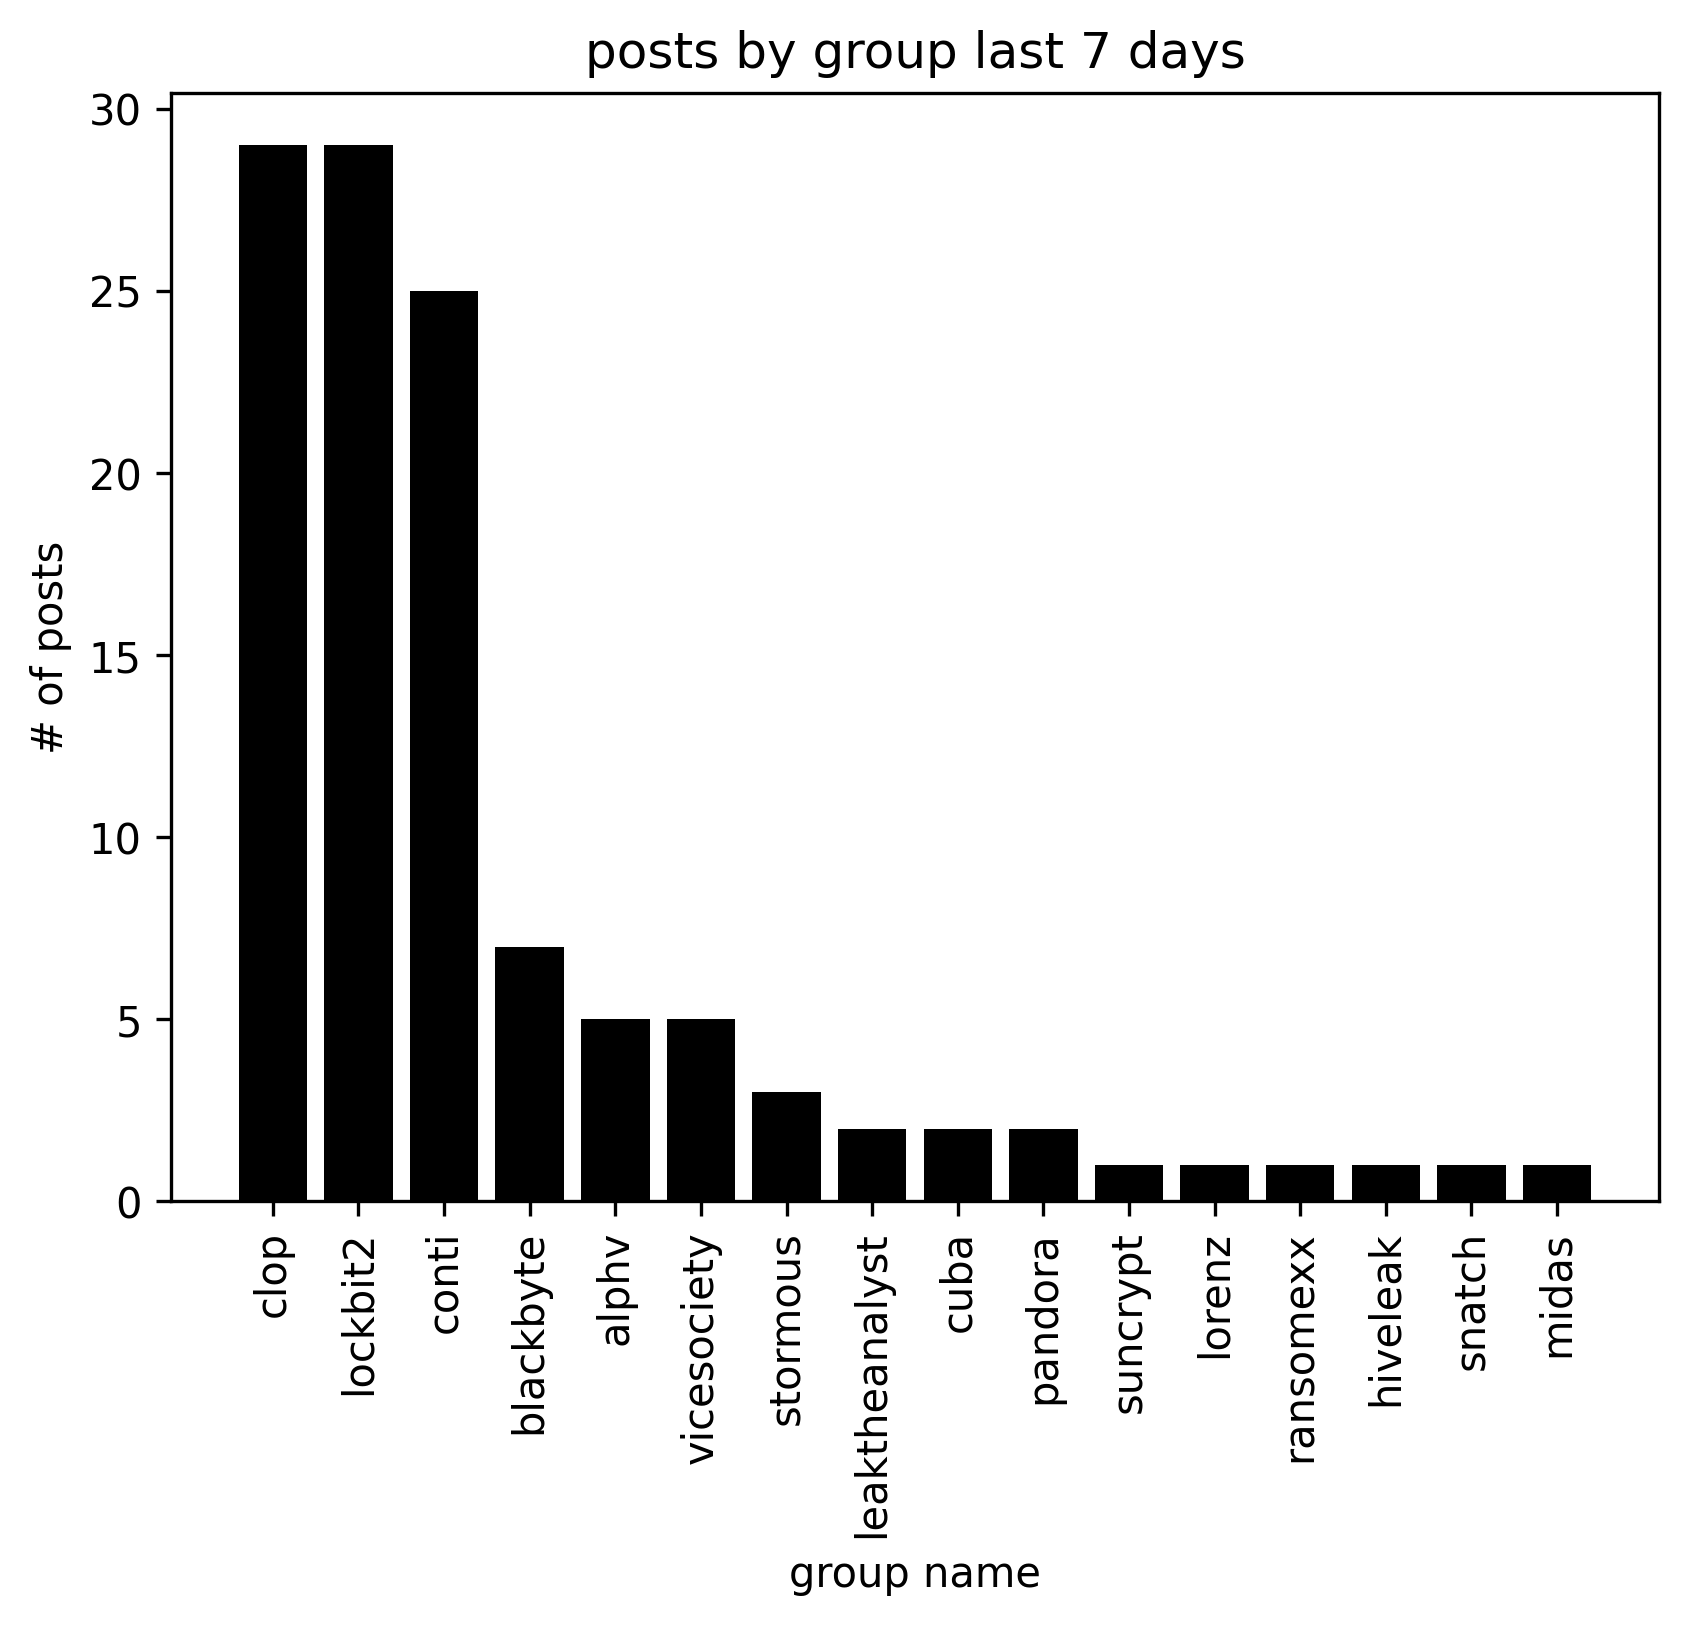 posts by group last 7 days
30
25
20
15
10
5
0
# of posts
clop
lockbit2
conti
blackbyte
alphv
vicesociety
stormous
leaktheanalyst
cuba
pandora
suncrypt
lorenz
ransomexx
hiveleak
snatch
midas
group name